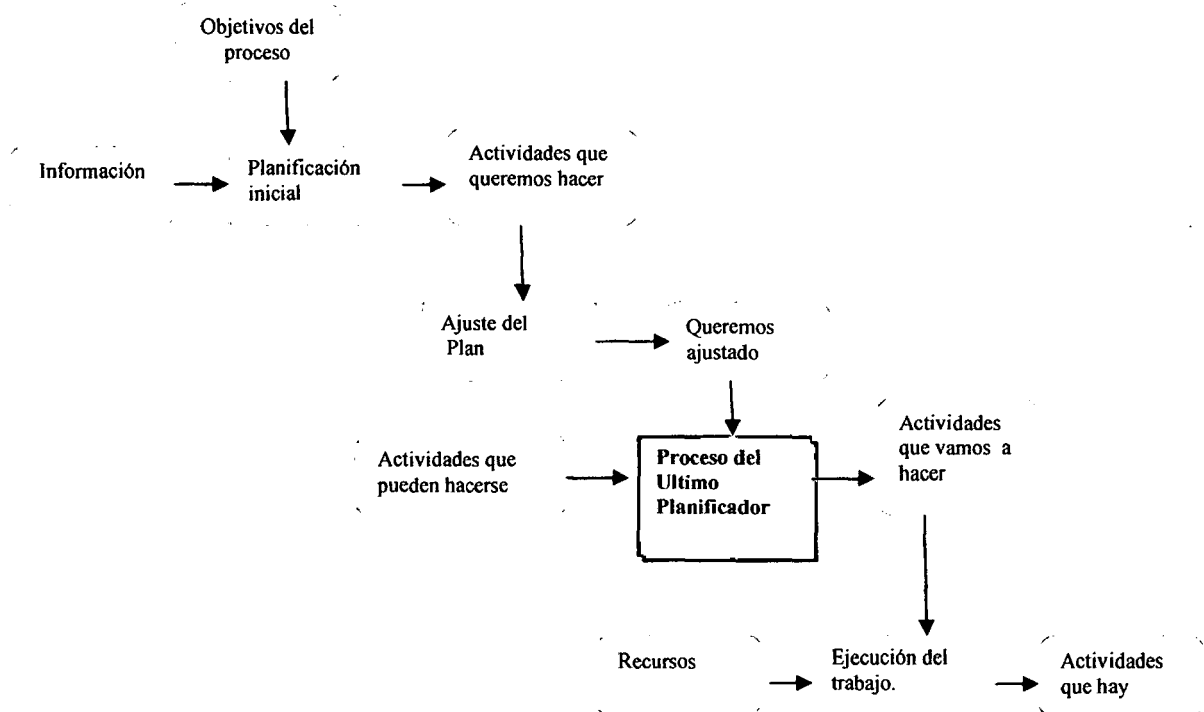 Objetivos del
proceso
Información
Planificación
inicial
Actividades que
queremos hacer
Ajuste del
Plan
Queremos
ajustado
Actividades que
pueden hacerse
Proceso del
Ultimo
Planificador
Actividades
que vamos a
hacer
Recursos
Ejecución del
trabajo.
Actividades
que hay